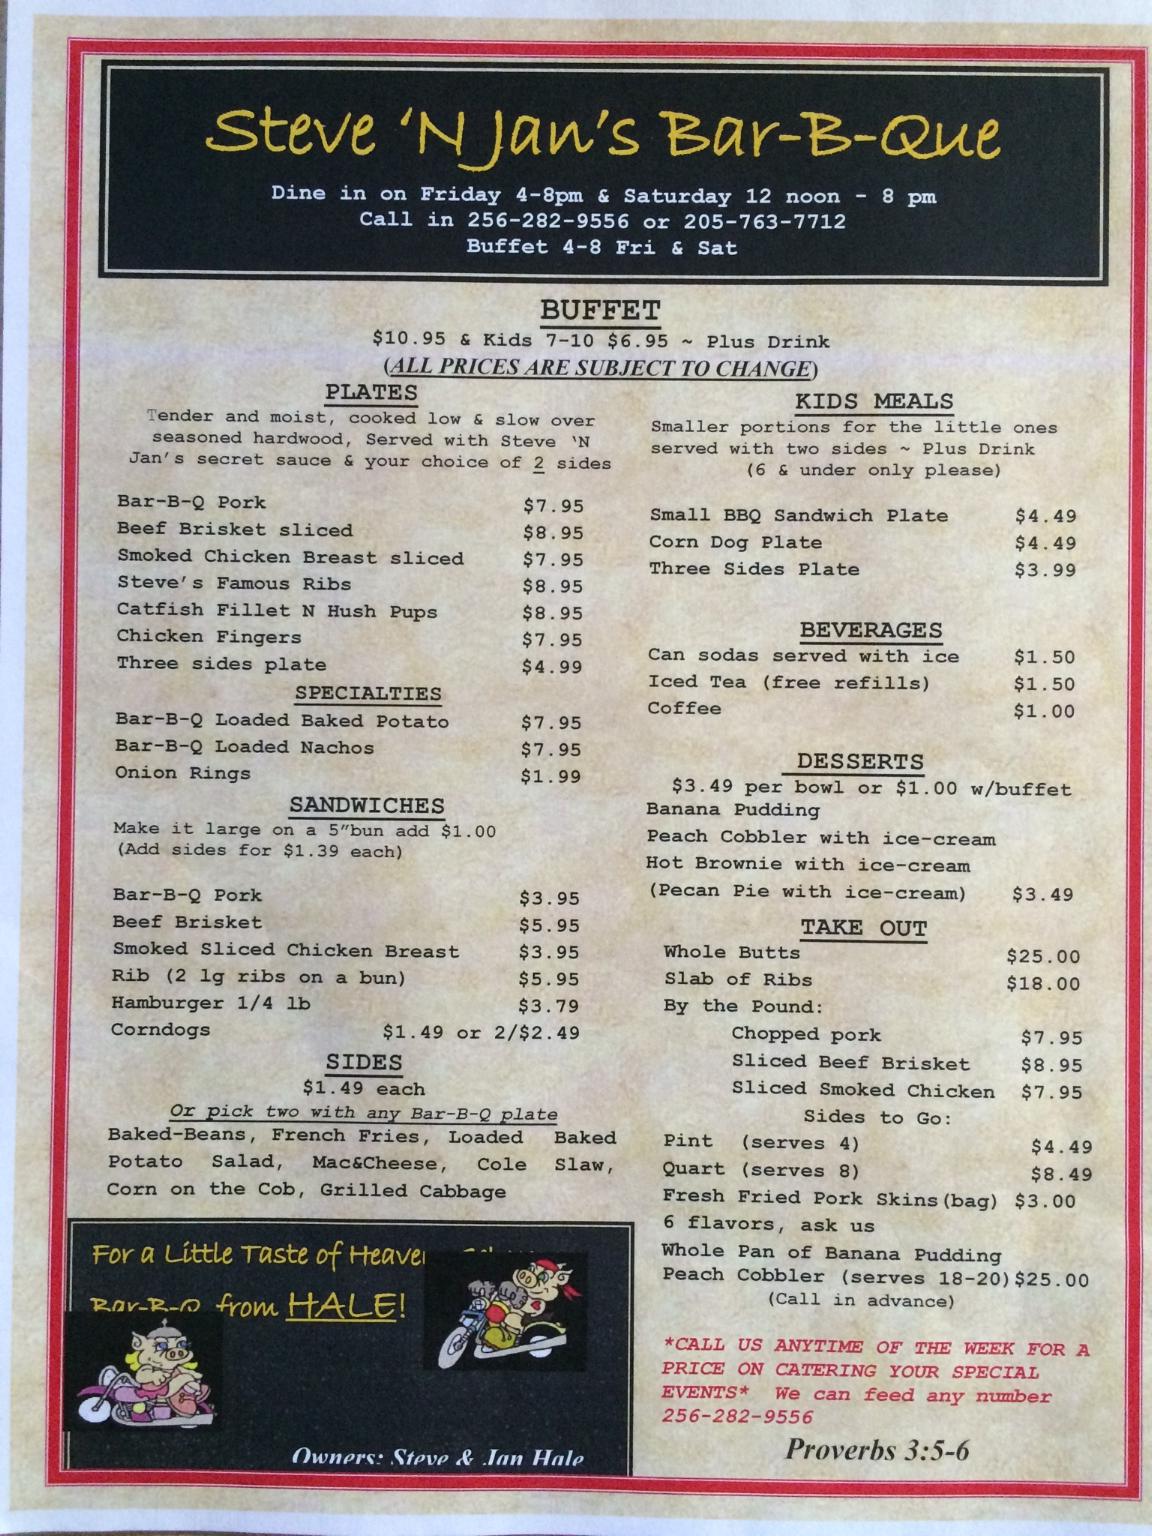 Steve 'N Jan's Bar-B-Que
Dine in on Friday 4-8pm & Saturday 12 noon - 8 pm
Call in 256-282-9556 or 205-763-7712
Buffet 4-8 Fri & Sat
BUFFET
$10.95 & Kids 7-10 $6.95 ~ Plus Drink
(ALL PRICES ARE SUBJECT TO CHANGE)
PLATES
Tender and moist, cooked low & slow over
seasoned hardwood, Served with Steve 'N
Jan's secret sauce & your choice of 2 sides
Bar-B-Q Pork $7.95
Beef Brisket sliced $8.95
Smoked Chicken Breast sliced $7.95
Steve's Famous Ribs $8.95
Catfish Fillet N Hush Pups $8.95
Chicken Fingers $7.95
Three sides plate $4.99
SPECIALTIES
Bar-B-Q Loaded Baked Potato $7.95
Bar-B-Q Loaded Nachos $7.95
Onion Rings $1.99
SANDWICHES
Make it large on a 5"bun add $1.00
(Add sides for $1.39 each)
Bar-B-Q Pork $3.95
Beef Brisket $5.95
Smoked Sliced Chicken Breast $3.95
Rib (2 lg ribs on a bun) $5.95
Hamburger 1/4 lb $3.79
Corndogs $1.49 or 2/$2.49
SIDES
$1.49 each
Or pick two with any Bar-B-Q plate
Baked-Beans, French Fries, Loaded Baked
Potato Salad, Mac&Cheese, Cole Slaw,
Corn on the Cob, Grilled Cabbage
For a Little Taste of Heaven
Bar-B-Q from HALE!
Owners: Steve & Jan Hale
KIDS MEALS
Smaller portions for the little ones
served with two sides ~ Plus Drink
(6 & under only please)
Small BBQ Sandwich Plate $4.49
Corn Dog Plate $4.49
Three Sides Plate $3.99
BEVERAGES
Can sodas served with ice $1.50
Iced Tea (free refills) $1.50
Coffee $1.00
DESSERTS
$3.49 per bowl or $1.00 w/buffet
Banana Pudding
Peach Cobbler with ice-cream
Hot Brownie with ice-cream
(Pecan Pie with ice-cream) $3.49
TAKE OUT
Whole Butts $25.00
Slab of Ribs $18.00
By the Pound:
Chopped pork $7.95
Sliced Beef Brisket $8.95
Sliced Smoked Chicken $7.95
Sides to Go:
Pint (serves 4) $4.49
Quart (serves 8) $8.49
Fresh Fried Pork Skins(bag) $3.00
6 flavors, ask us
Whole Pan of Banana Pudding
Peach Cobbler (serves 18-20)$25.00
(Call in advance)
*CALL US ANYTIME OF THE WEEK FOR A
PRICE ON CATERING YOUR SPECIAL
EVENTS* We can feed any number
256-282-9556
Proverbs 3:5-6